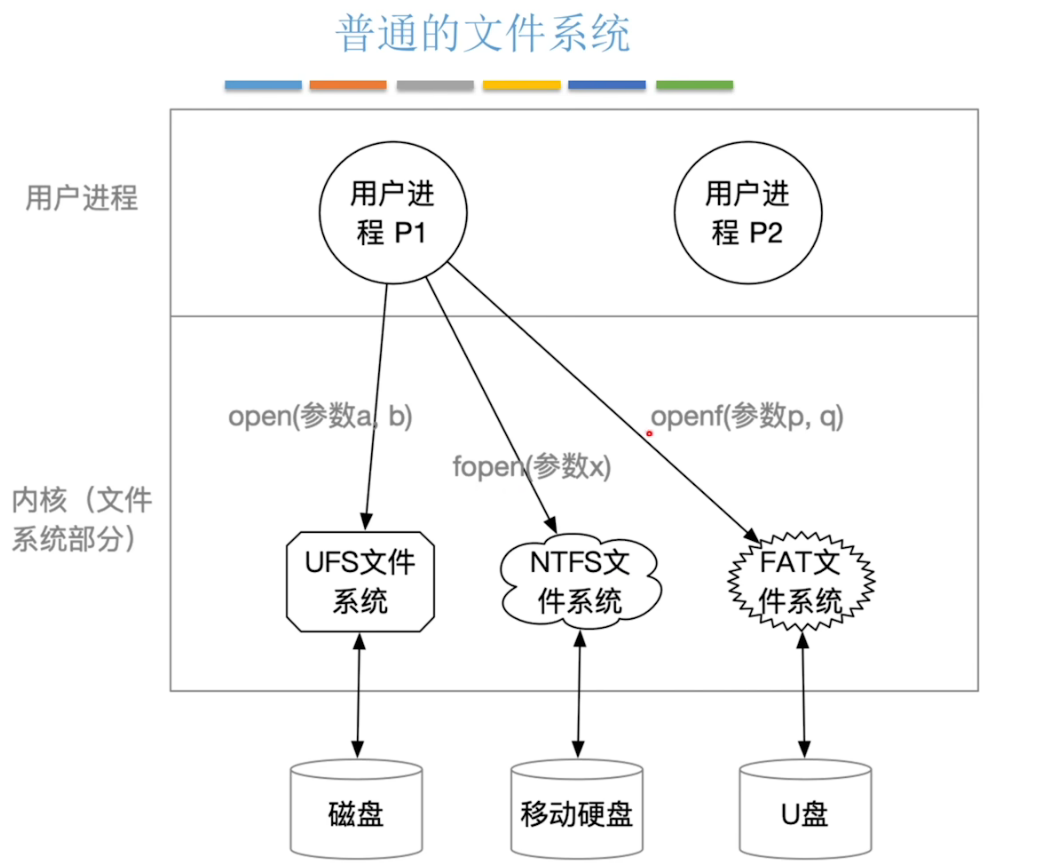 普通的文件系统
用户进程
用户进
程 P1
用户进
程 P2
open(参数a, b)
openf(参数p, q)
fopen(参数x)
内核（文件
系统部分）
UFS文件
系统
NTFS文
件系统
FAT文
件系统
磁盘
移动硬盘
U盘